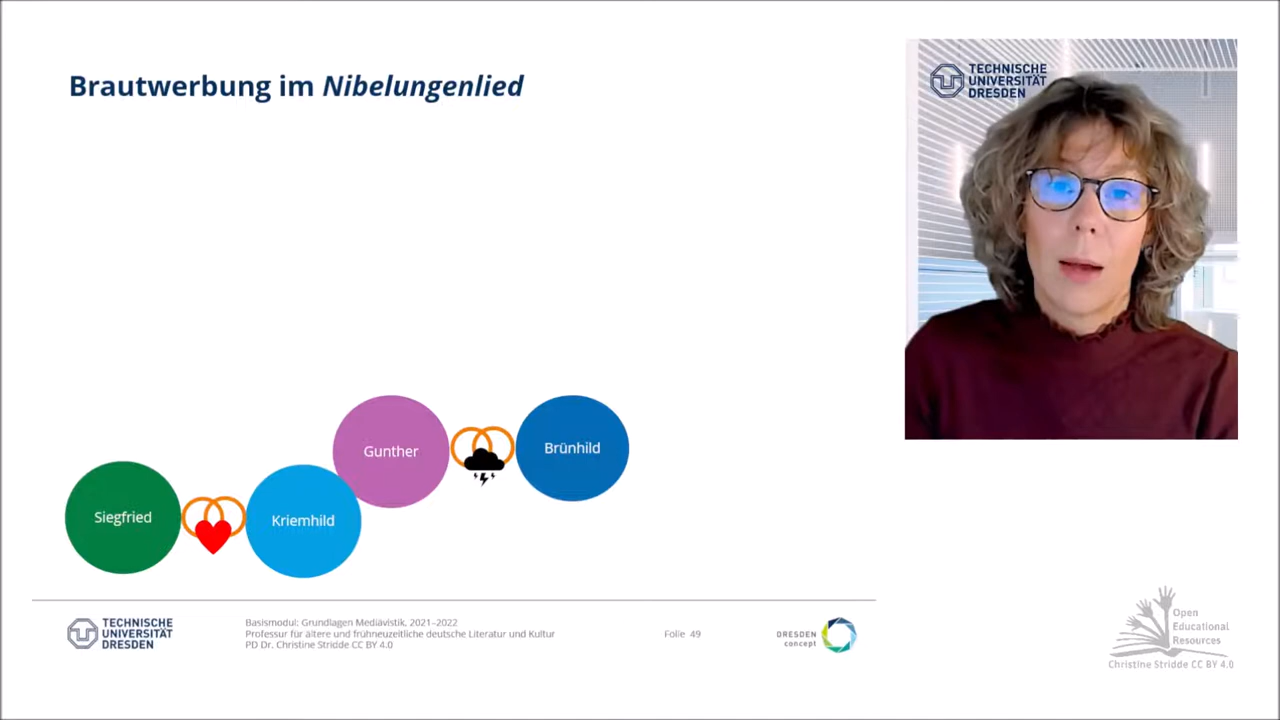 Brautwerbung im Nibelungenlied
TECHNISCHE
UNIVERSITÄT
DRESDEN
Gunther
Brünhild
Siegfried
Kriemhild
TECHNISCHE
UNIVERSITÄT
DRESDEN
Basismodul: Grundlagen Mediävistik, 2021–2022
Professur für ältere und frühneuzeitliche deutsche Literatur und Kultur
PD Dr. Christine Stridde CC BY 4.0
Folie 49
DRESDEN
concept
Open
Educational
Resources
Christine Stridde CC BY 4.0